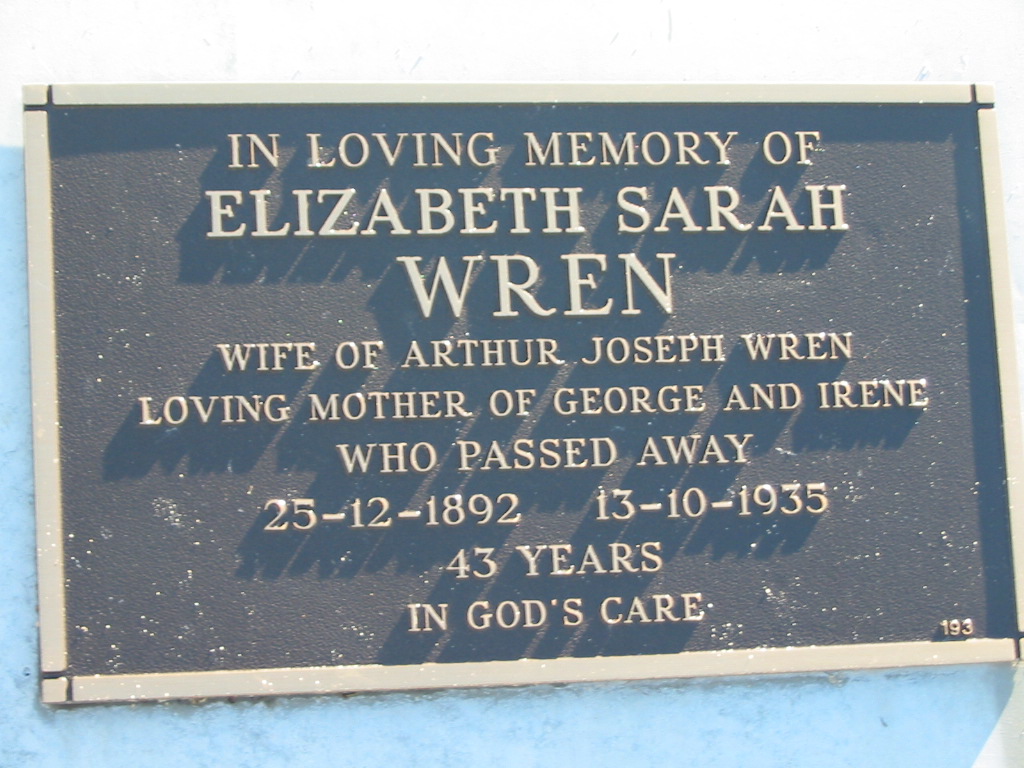 IN LOVING MEMORY OF
ELIZABETH SARAH
WREN
WIFE OF ARTHUR JOSEPH WREN
LOVING MOTHER OF GEORGE AND IRENE
WHO PASSED AWAY
25-12-1892 13-10-1935
43 YEARS
IN GOD'S CARE
193